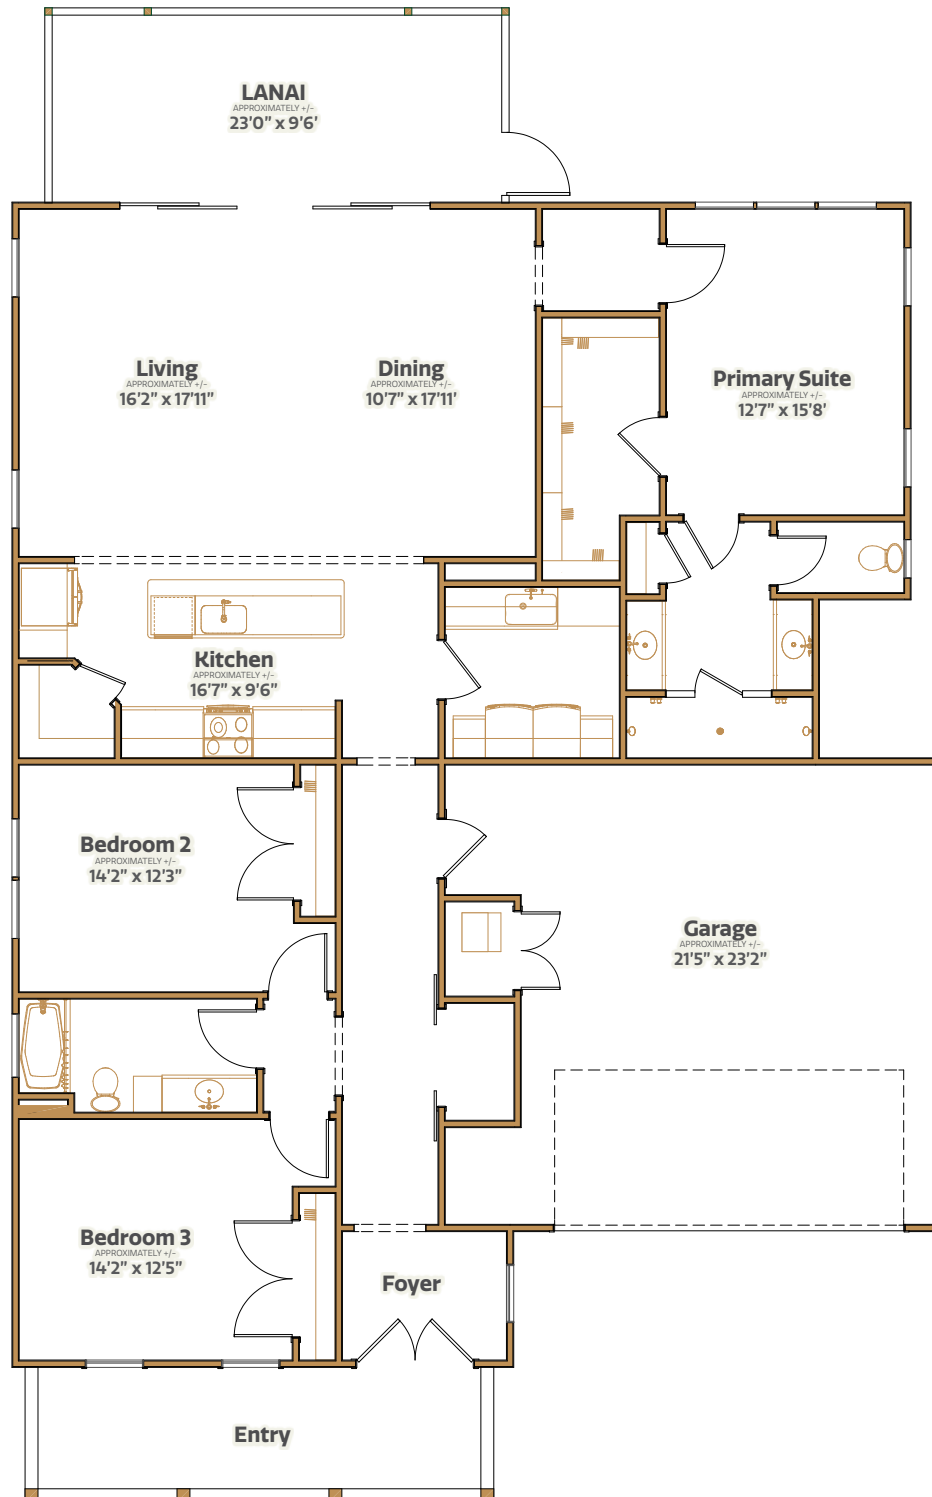 LANAI
APPROXIMATELY +/-
23'0" x 9'6'
Living
APPROXIMATELY +/-
16'2" x 17'11"
Dining
APPROXIMATELY +/-
10'7" x 17'11'
Primary Suite
APPROXIMATELY +/-
12'7" x 15'8'
Kitchen
APPROXIMATELY +/-
16'7" x 9'6"
Bedroom 2
APPROXIMATELY +/-
14'2" x 12'3"
Garage
APPROXIMATELY +/-
21'5" x 23'2"
Bedroom 3
APPROXIMATELY +/-
14'2" x 12'5"
Foyer
Entry